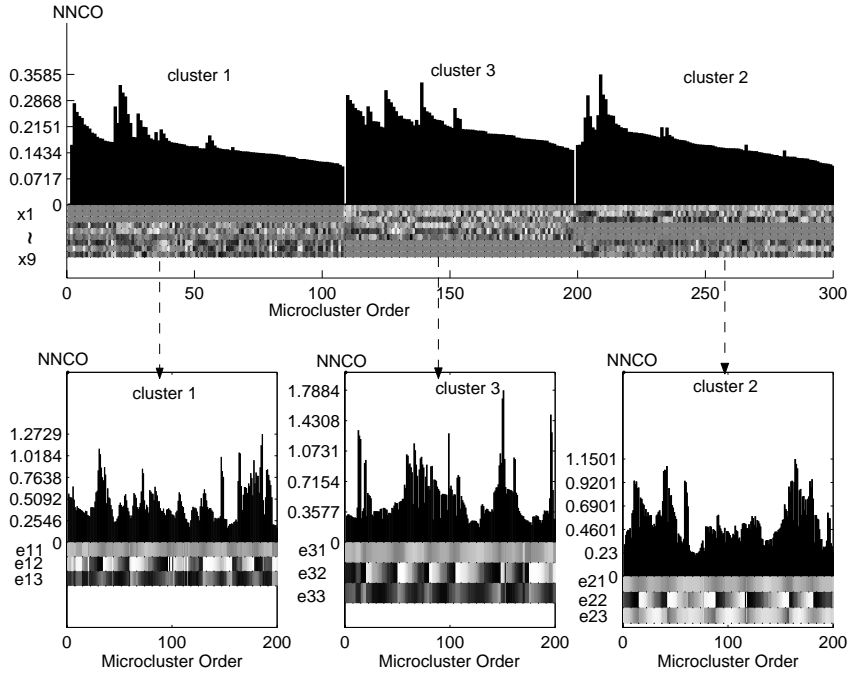 NNCO
cluster 1
cluster 3
cluster 2
0.3585
0.2868
0.2151
0.1434
0.0717
0
x1
~
x9
0 50 100 150 200 250 300
Microcluster Order
NNCO
cluster 1
1.2729
1.0184
0.7638
0.5092
0.2546
0
e11
e12
e13
0 100 200
Microcluster Order
NNCO
cluster 3
1.7884
1.4308
1.0731
0.7154
0.3577
0
e31
e32
e33
0 100 200
Microcluster Order
NNCO
cluster 2
1.1501
0.9201
0.6901
0.4601
0.23
0
e21
e22
e23
0 100 200
Microcluster Order